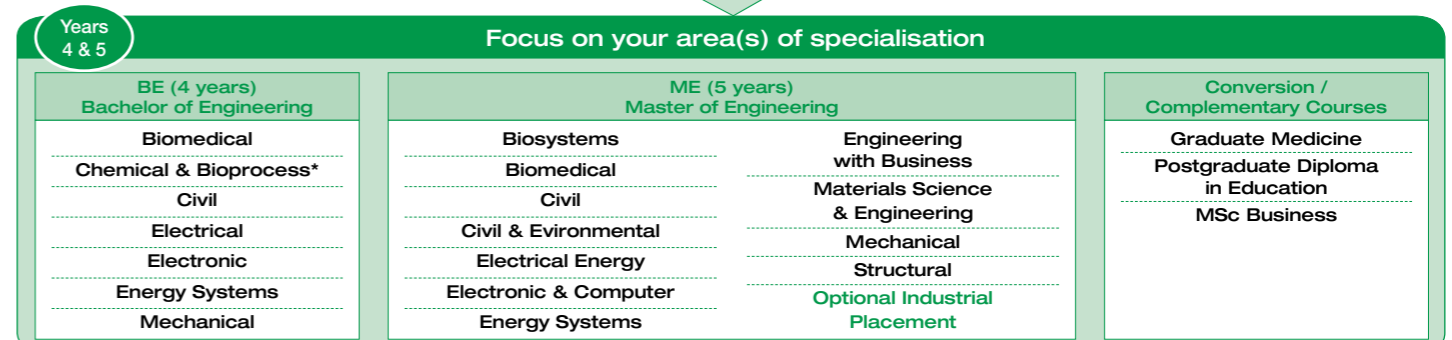 Years
4 & 5
Focus on your area(s) of specialisation
BE (4 years)
Bachelor of Engineering
Biomedical
Chemical & Bioprocess*
Civil
Electrical
Electronic
Energy Systems
Mechanical
ME (5 years)
Master of Engineering
Biosystems
Biomedical
Civil
Civil & Evironmental
Electrical Energy
Electronic & Computer
Energy Systems
Engineering
with Business
Materials Science
& Engineering
Mechanical
Structural
Optional Industrial
Placement
Conversion /
Complementary Courses
Graduate Medicine
Postgraduate Diploma
in Education
MSc Business